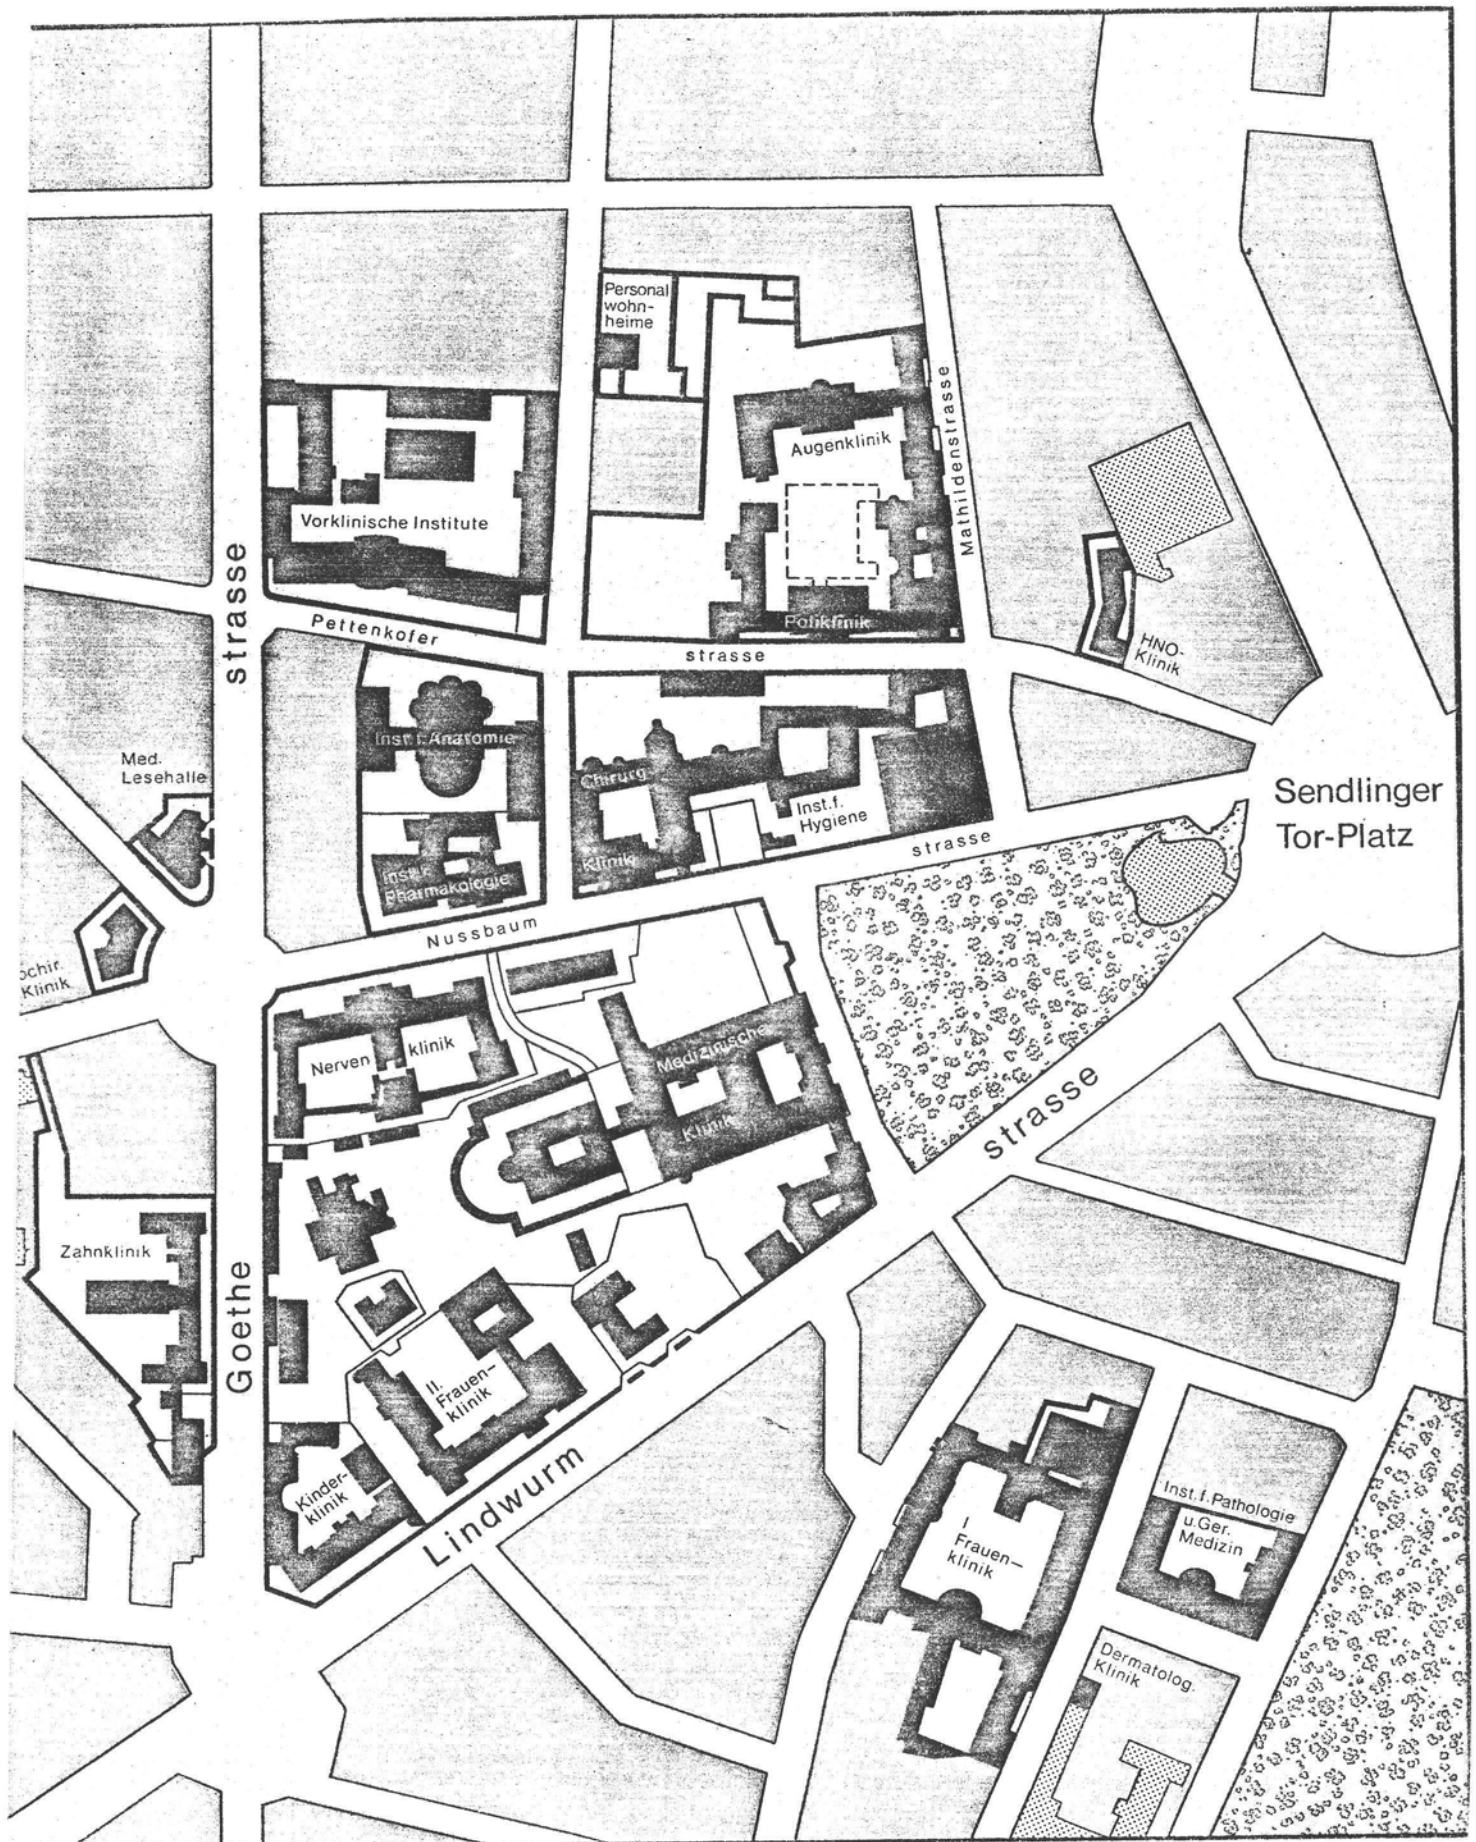 Personal
wohn-
heime
Augenklinik
Mathildenstrasse
Vorklinische Institute
strasse
Pettenkofer
strasse
Poliklinik
HNO-
Klinik
Inst. f. Anatomie
Med.
Lesehalle
Chirurg.
Klinik
Inst. f.
Hygiene
Sendlinger
Tor-Platz
strasse
Inst. f.
Pharmakologie
Nussbaum
Klinik
Nerven klinik
Medizinische
Klinik
strasse
Zahnklinik
Goethe
II.
Frauen-
klinik
Kinder-
klinik
Lindwurm
I
Frauen-
klinik
Inst. f. Pathologie
u. Ger.
Medizin
Dermatolog.
Klinik